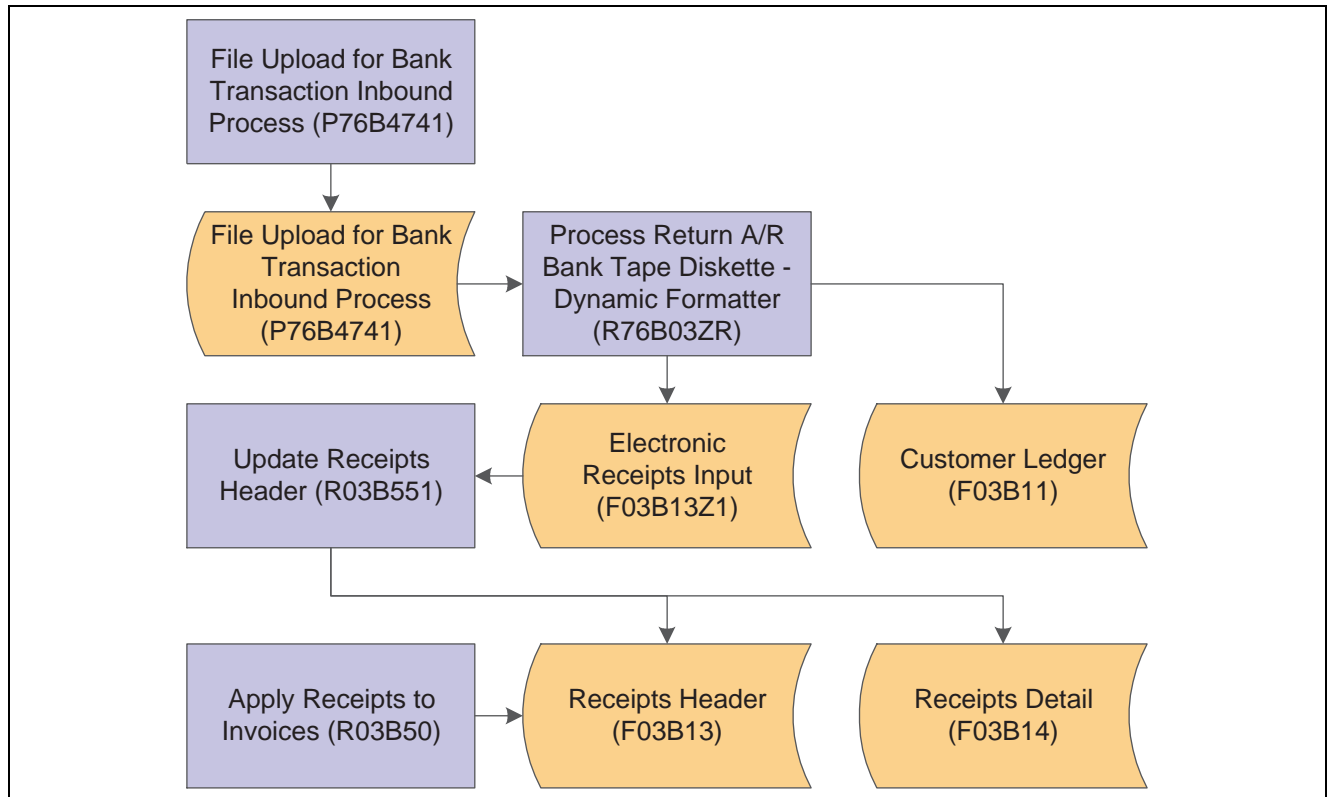 File Upload for Bank
Transaction Inbound
Process (P76B4741)
File Upload for Bank
Transaction
Inbound Process
(P76B4741)
Process Return A/R
Bank Tape Diskette -
Dynamic Formatter
(R76B03ZR)
Update Receipts
Header (R03B551)
Electronic
Receipts Input
(F03B13Z1)
Customer Ledger
(F03B11)
Apply Receipts to
Invoices (R03B50)
Receipts Header
(F03B13)
Receipts Detail
(F03B14)